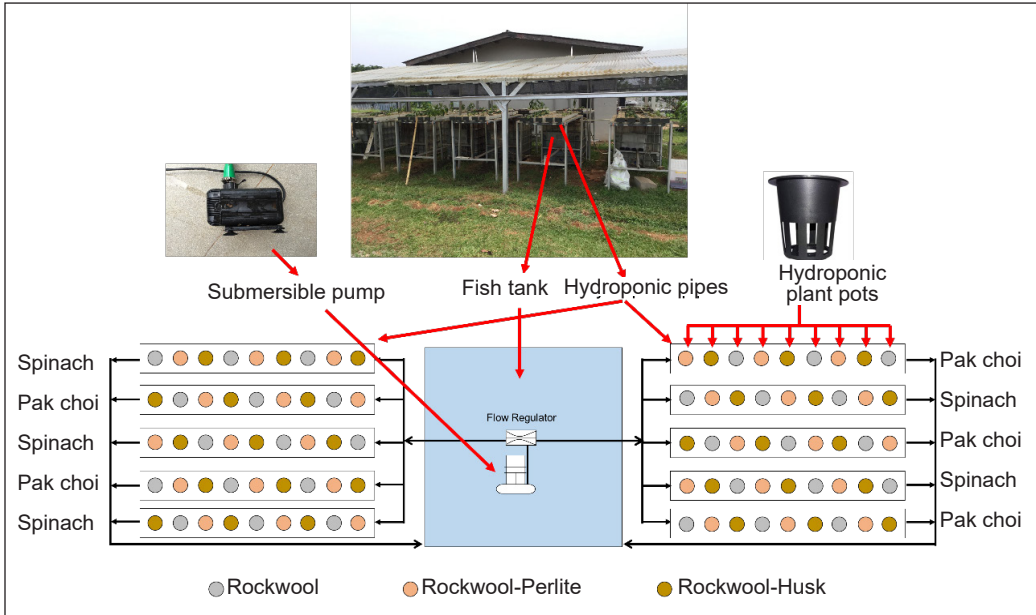 Submersible pump
Fish tank
Hydroponic pipes
Hydroponic
plant pots
Spinach
Pak choi
Spinach
Pak choi
Spinach
Flow Regulator
Pak choi
Spinach
Pak choi
Spinach
Pak choi
Rockwool
Rockwool-Perlite
Rockwool-Husk